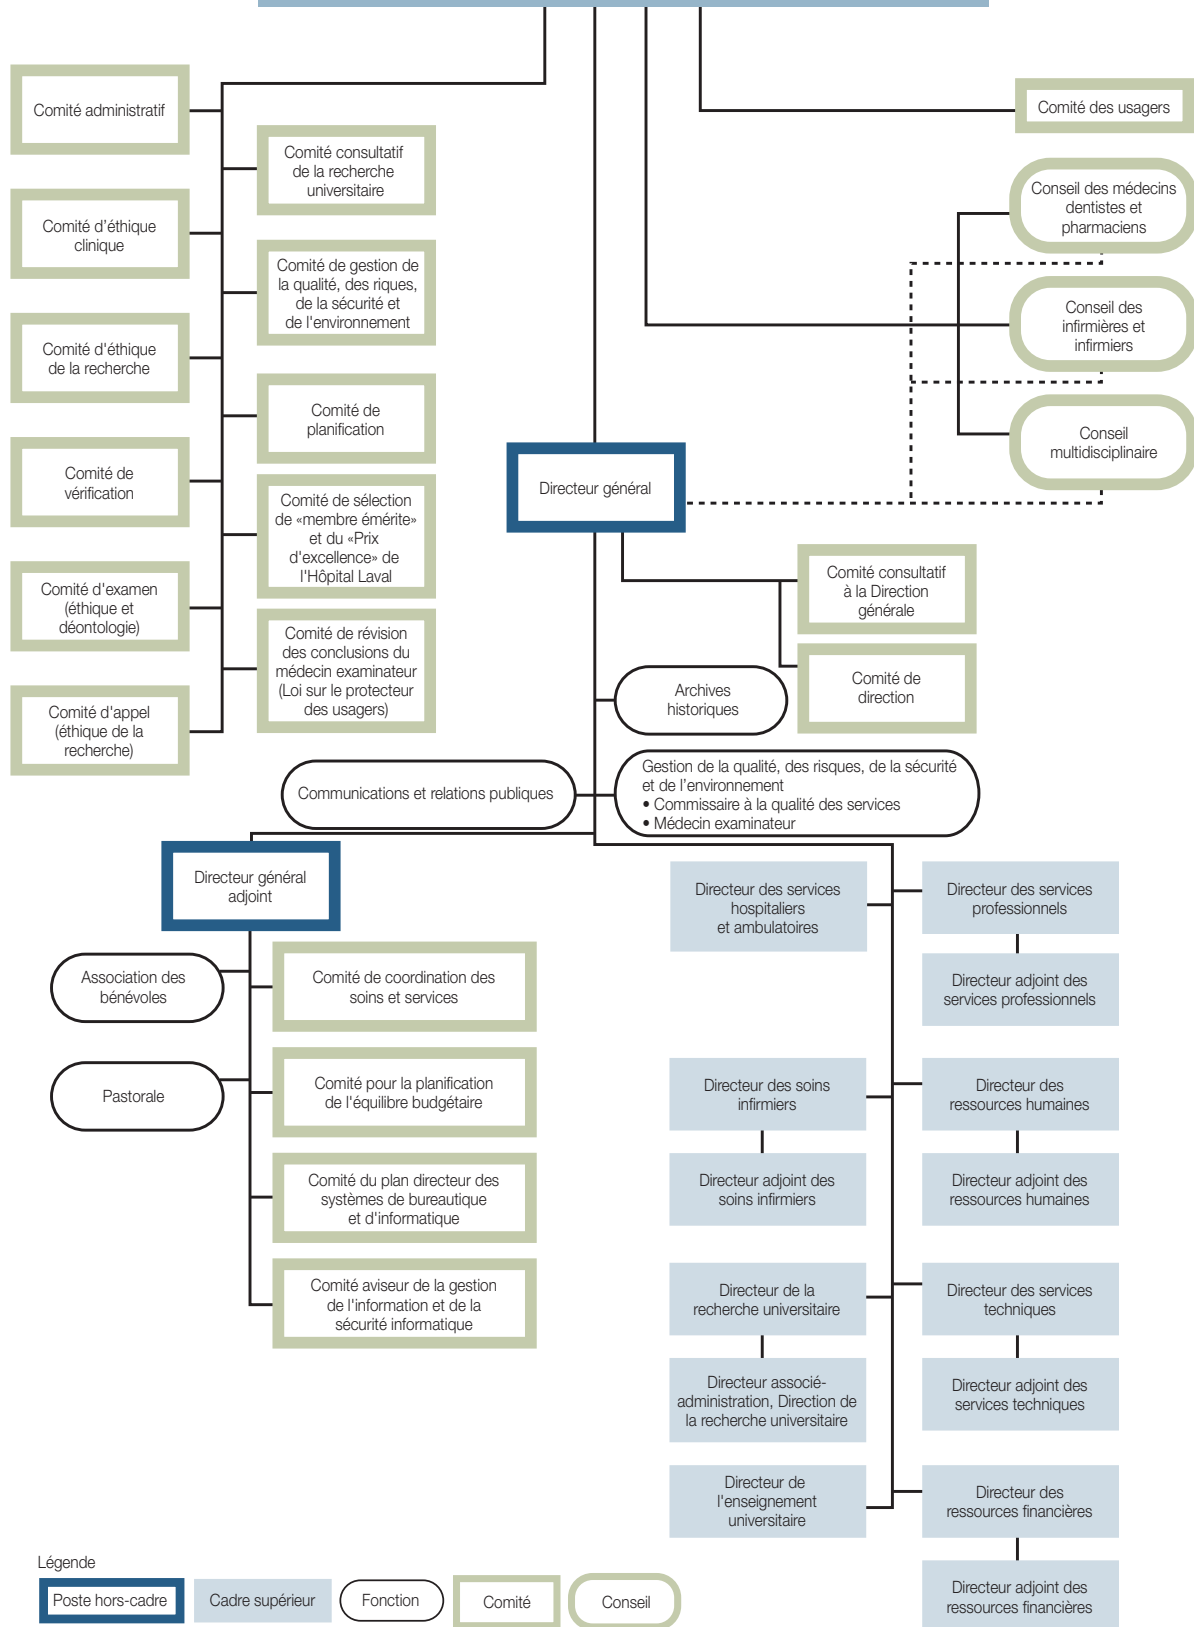 Comité administratif
Comité des usagers
Comité consultatif
de la recherche
universitaire
Conseil des médecins
dentistes et
pharmaciens
Comité d'éthique
clinique
Comité de gestion de
la qualité, des riques,
de la sécurité et
de l'environnement
Conseil des
infirmières et
infirmiers
Comité d'éthique
de la recherche
Comité de
planification
Conseil
multidisciplinaire
Comité de
vérification
Directeur général
Comité de sélection
de «membre émérite»
et du «Prix
d'excellence» de
l'Hôpital Laval
Comité d'examen
(éthique et
déontologie)
Comité consultatif
à la Direction
générale
Comité de révision
des conclusions du
médecin examinateur
(Loi sur le protecteur
des usagers)
Comité de
direction
Archives
historiques
Comité d'appel
(éthique de la
recherche)
Communications et relations publiques
Gestion de la qualité, des risques, de la sécurité
et de l'environnement
• Commissaire à la qualité des services
• Médecin examinateur
Directeur général
adjoint
Directeur des services
hospitaliers
et ambulatoires
Directeur des services
professionnels
Association des
bénévoles
Comité de coordination des
soins et services
Directeur adjoint des
services professionnels
Pastorale
Comité pour la planification
de l'équilibre budgétaire
Directeur des soins
infirmiers
Directeur des
ressources humaines
Comité du plan directeur des
systèmes de bureautique
et d'informatique
Directeur adjoint des
soins infirmiers
Directeur adjoint des
ressources humaines
Comité aviseur de la gestion
de l'information et de la
sécurité informatique
Directeur de la
recherche universitaire
Directeur des services
techniques
Directeur associé-
administration, Direction de
la recherche universitaire
Directeur adjoint des
services techniques
Directeur de
l'enseignement
universitaire
Directeur des
ressources financières
Directeur adjoint des
ressources financières
Légende
Poste hors-cadre
Cadre supérieur
Fonction
Comité
Conseil